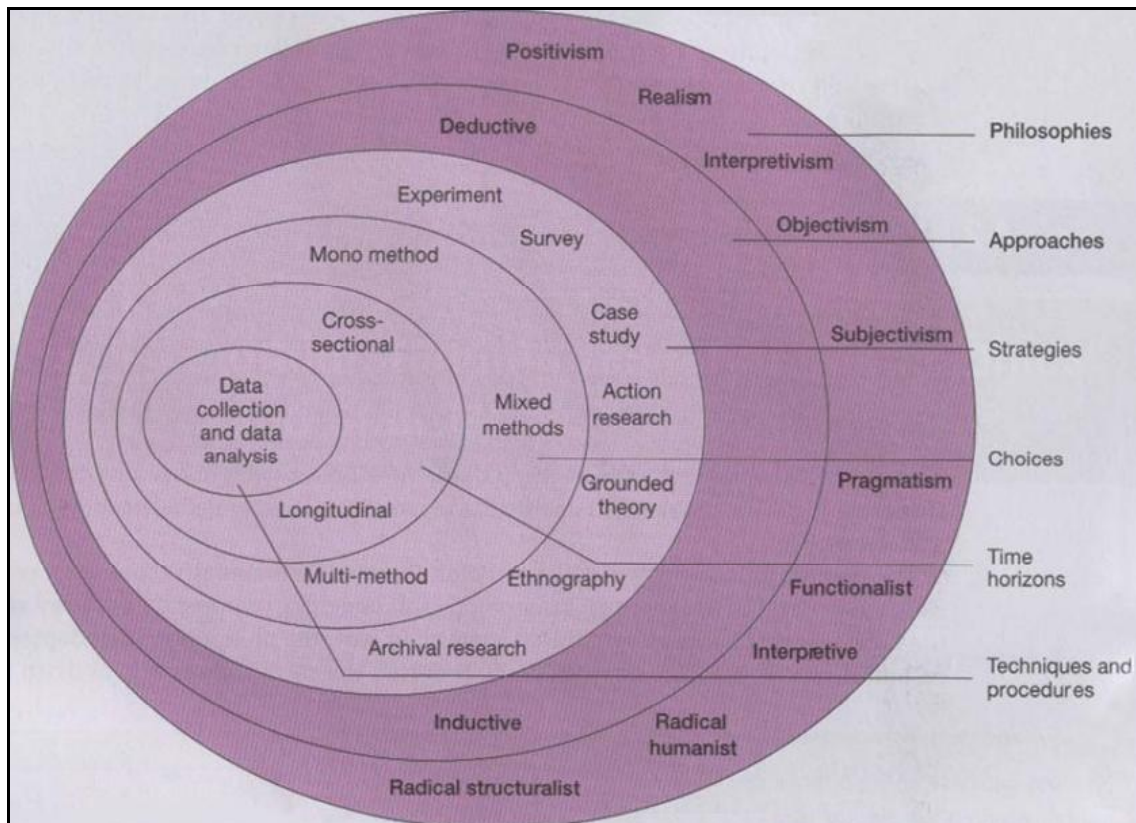 Positivism
Realism
Philosophies
Deductive
Interpretivism
Experiment
Objectivism
Approaches
Survey
Mono method
Case
study
Subjectivism
Strategies
Cross-
sectional
Data
collection
and data
analysis
Mixed
methods
Action
research
Choices
Pragmatism
Grounded
theory
Longitudinal
Time
horizons
Multi-method
Ethnography
Functionalist
Archival research
Interpretive
Techniques and
procedures
Inductive
Radical
humanist
Radical structuralist